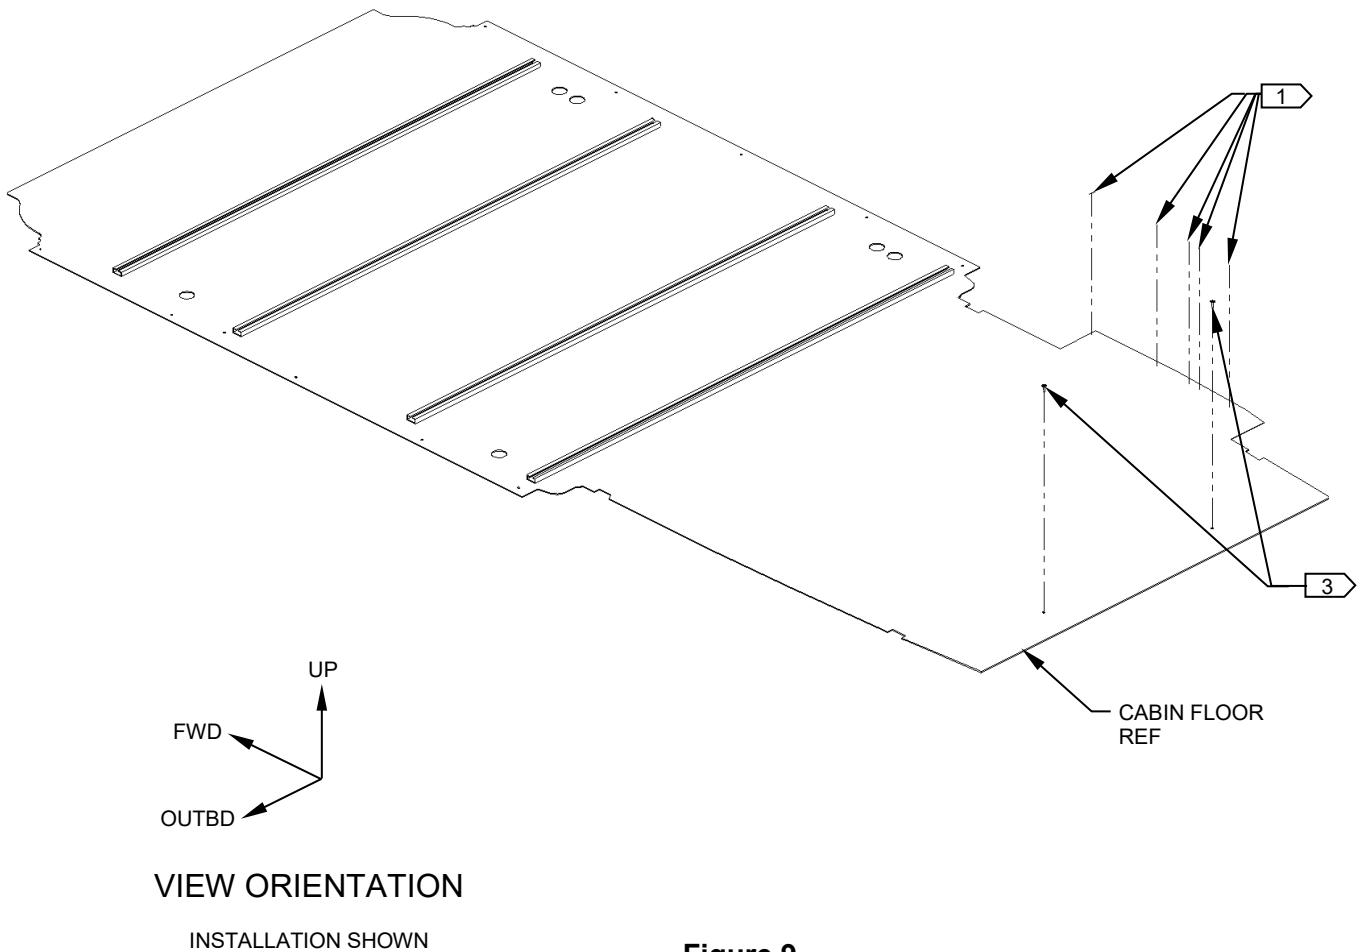 1
3
CABIN FLOOR
REF
UP
FWD
OUTBD
VIEW ORIENTATION
INSTALLATION SHOWN
Figure 9